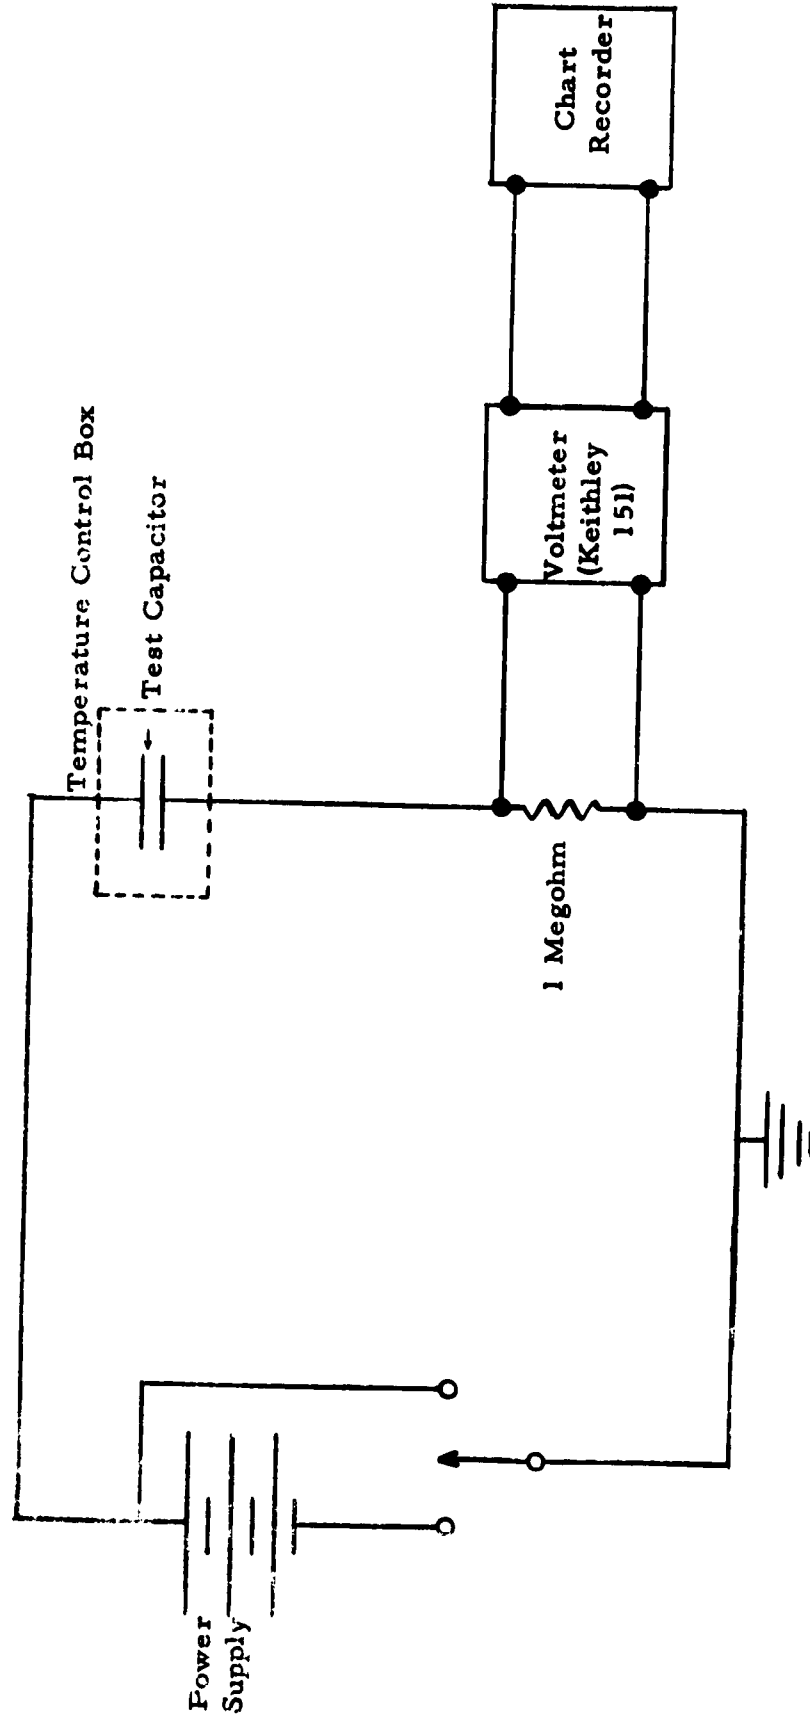 Temperature Control Box
Test Capacitor
Chart
Recorder
Voltmeter
(Keithley
151)
1 Megohm
Power
Supply